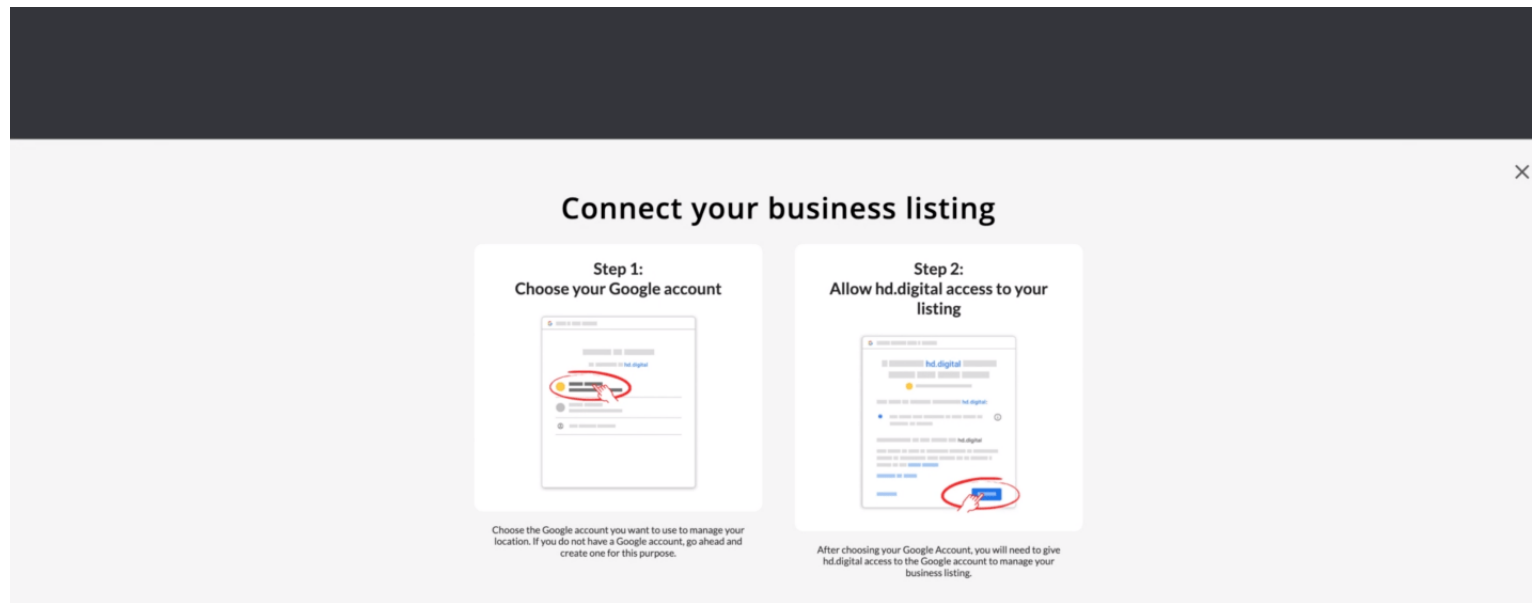 Connect your business listing
Step 1:
Choose your Google account
hd.digital
Choose the Google account you want to use to manage your
location. If you do not have a Google account, go ahead and
create one for this purpose.
Step 2:
Allow hd.digital access to your
listing
hd.digital
hd.digital
hd.digital
After choosing your Google Account, you will need to give
hd.digital access to the Google account to manage your
business listing.